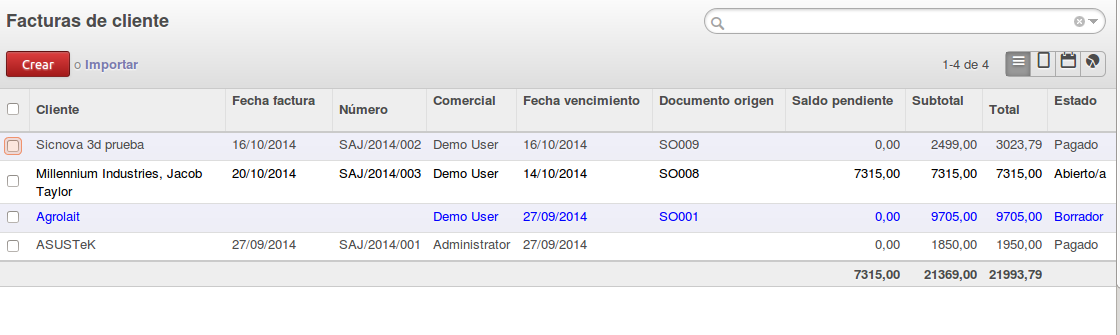 Facturas de cliente
Crear o Importar 1-4 de 4
Cliente Fecha factura Número Comercial Fecha vencimiento Documento origen Saldo pendiente Subtotal Total Estado
Sicnova 3d prueba 16/10/2014 SAJ/2014/002 Demo User 16/10/2014 SO009 0,00 2499,00 3023,79 Pagado
Millennium Industries, Jacob Taylor 20/10/2014 SAJ/2014/003 Demo User 14/10/2014 SO008 7315,00 7315,00 7315,00 Abierto/a
Agrolait Demo User 27/09/2014 SO001 0,00 9705,00 9705,00 Borrador
ASUSTeK 27/09/2014 SAJ/2014/001 Administrator 27/09/2014 0,00 1850,00 1950,00 Pagado
7315,00 21369,00 21993,79